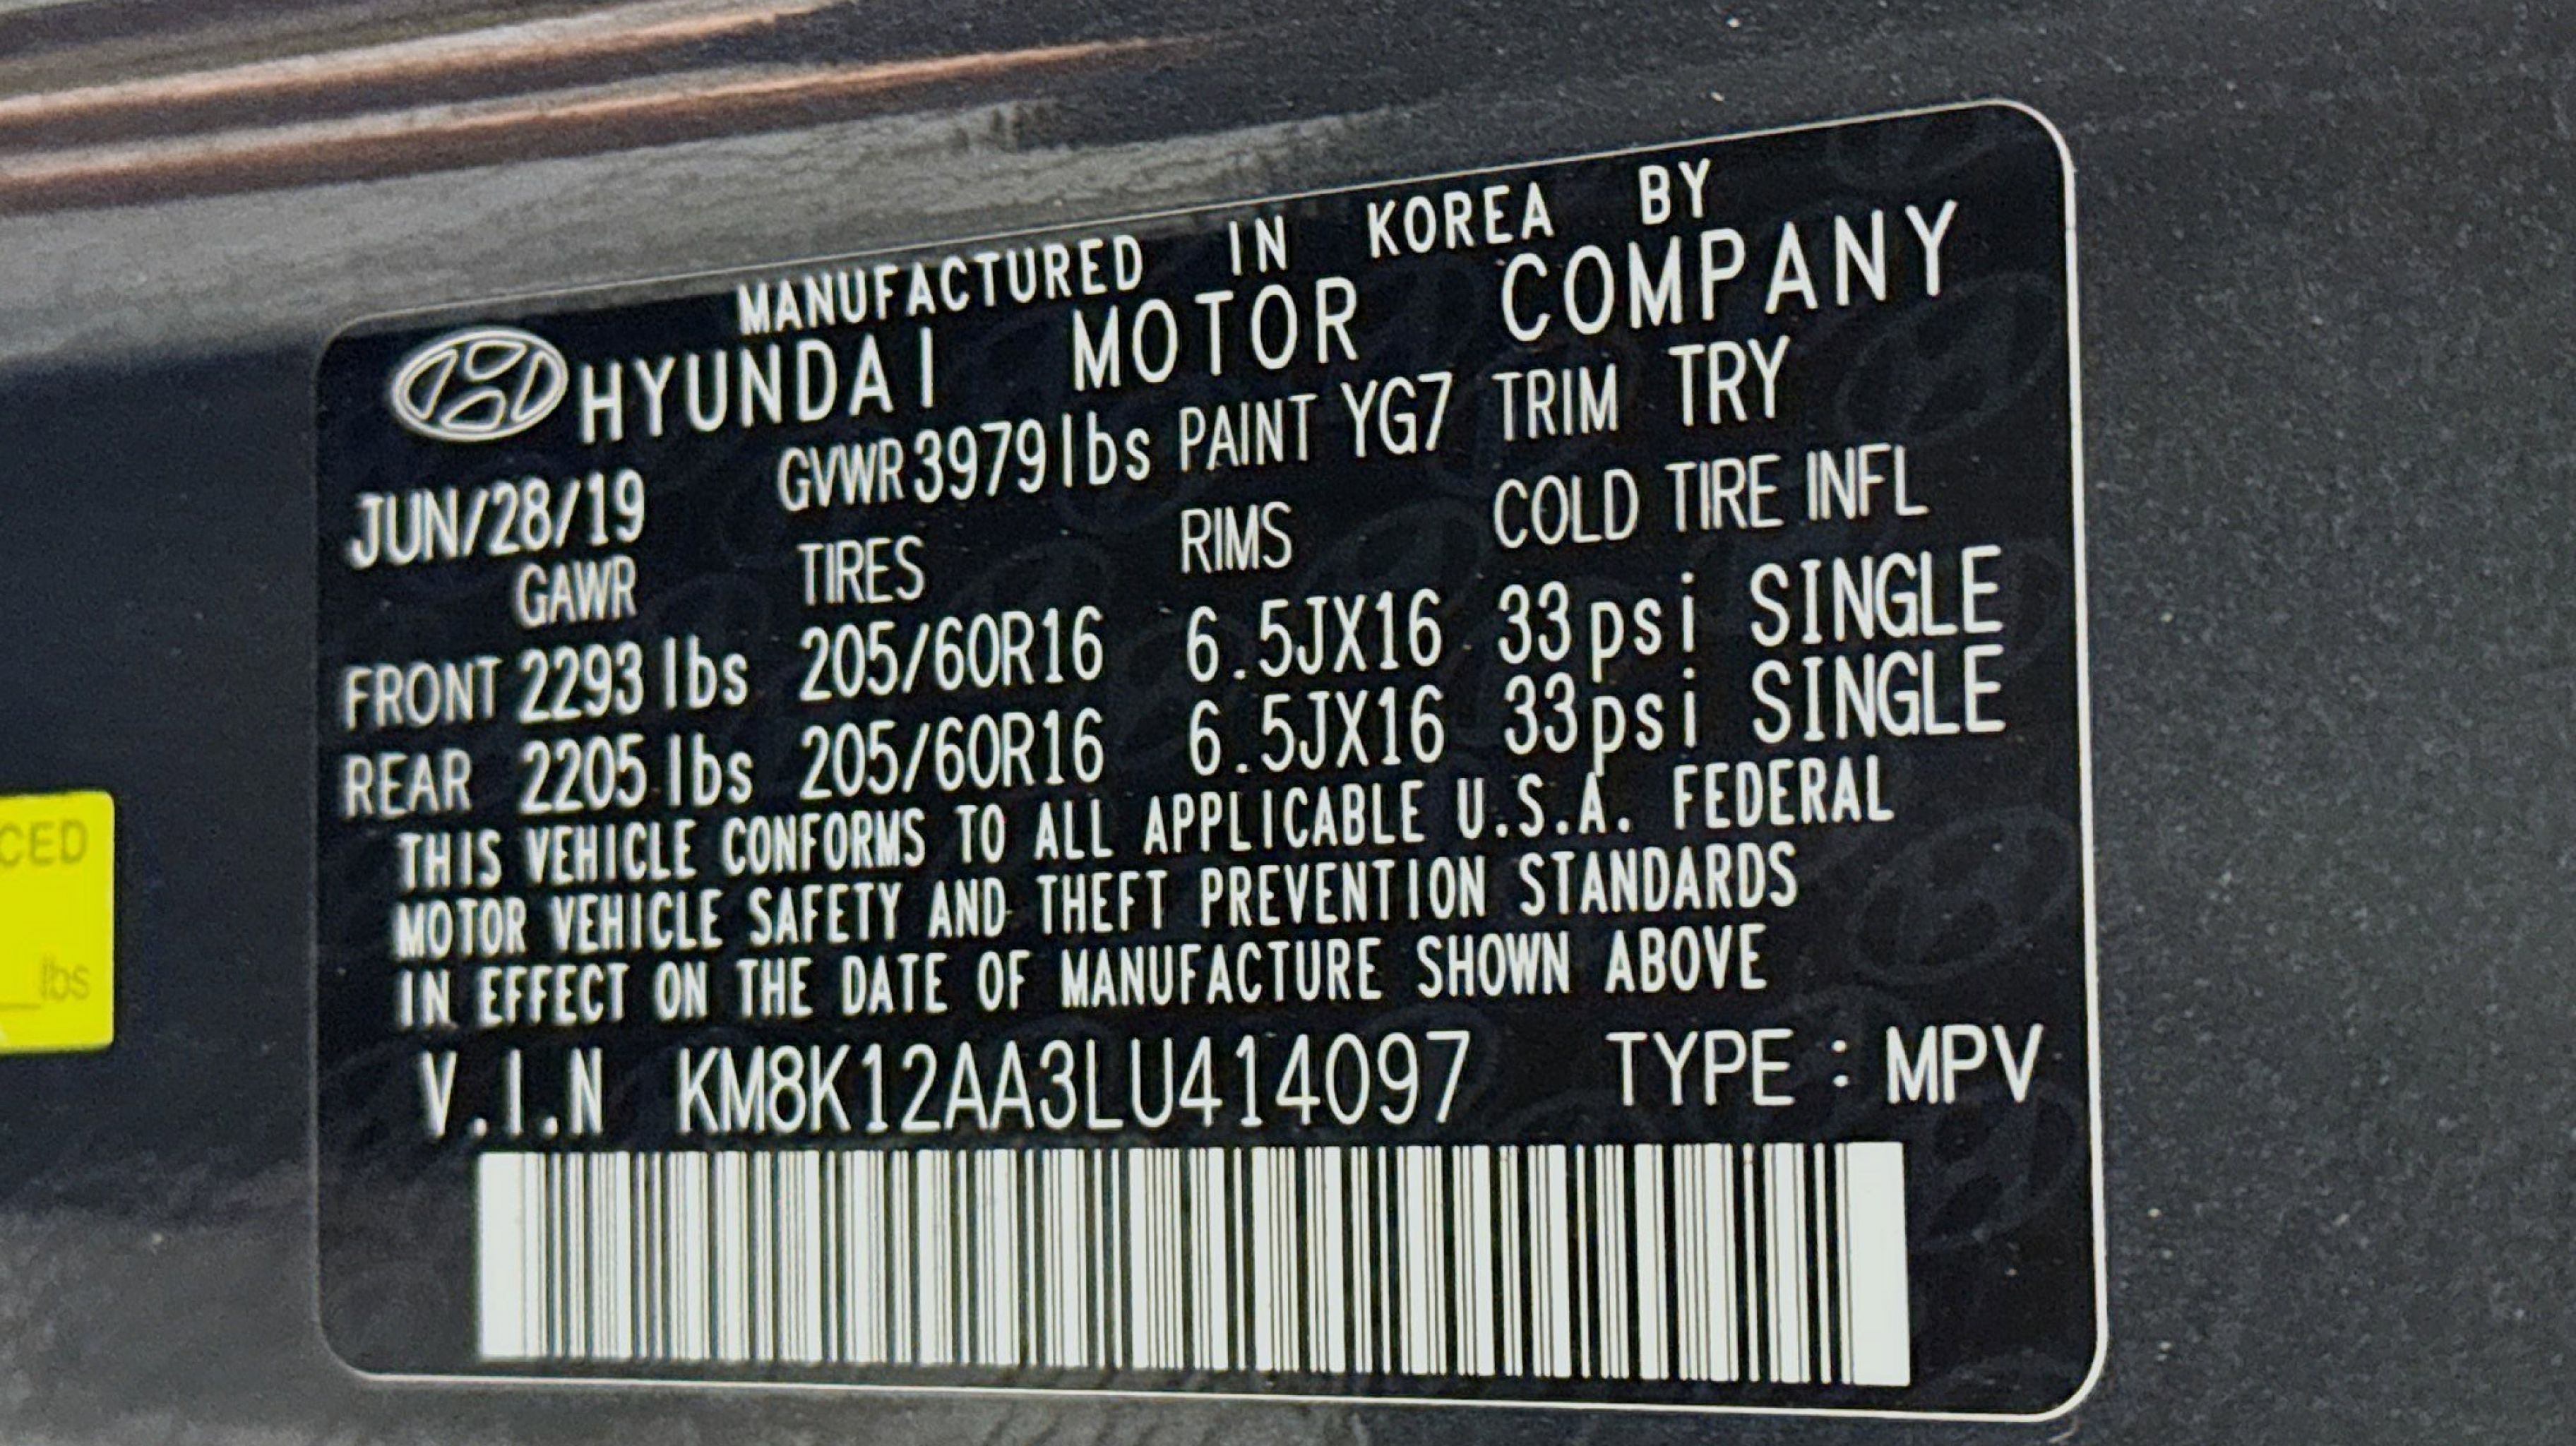 MANUFACTURED IN KOREA BY
HYUNDAI MOTOR COMPANY
JUN/28/19 GVWR3979lbs PAINT YG7 TRIM TRY
GAWR TIRES RIMS COLD TIRE INFL
FRONT 2293 lbs 205/60R16 6.5JX16 33psi SINGLE
REAR 2205 lbs 205/60R16 6.5JX16 33psi SINGLE
THIS VEHICLE CONFORMS TO ALL APPLICABLE U.S.A. FEDERAL
MOTOR VEHICLE SAFETY AND THEFT PREVENTION STANDARDS
IN EFFECT ON THE DATE OF MANUFACTURE SHOWN ABOVE
V.I.N KM8K12AA3LU414097 TYPE : MPV
CED
lbs